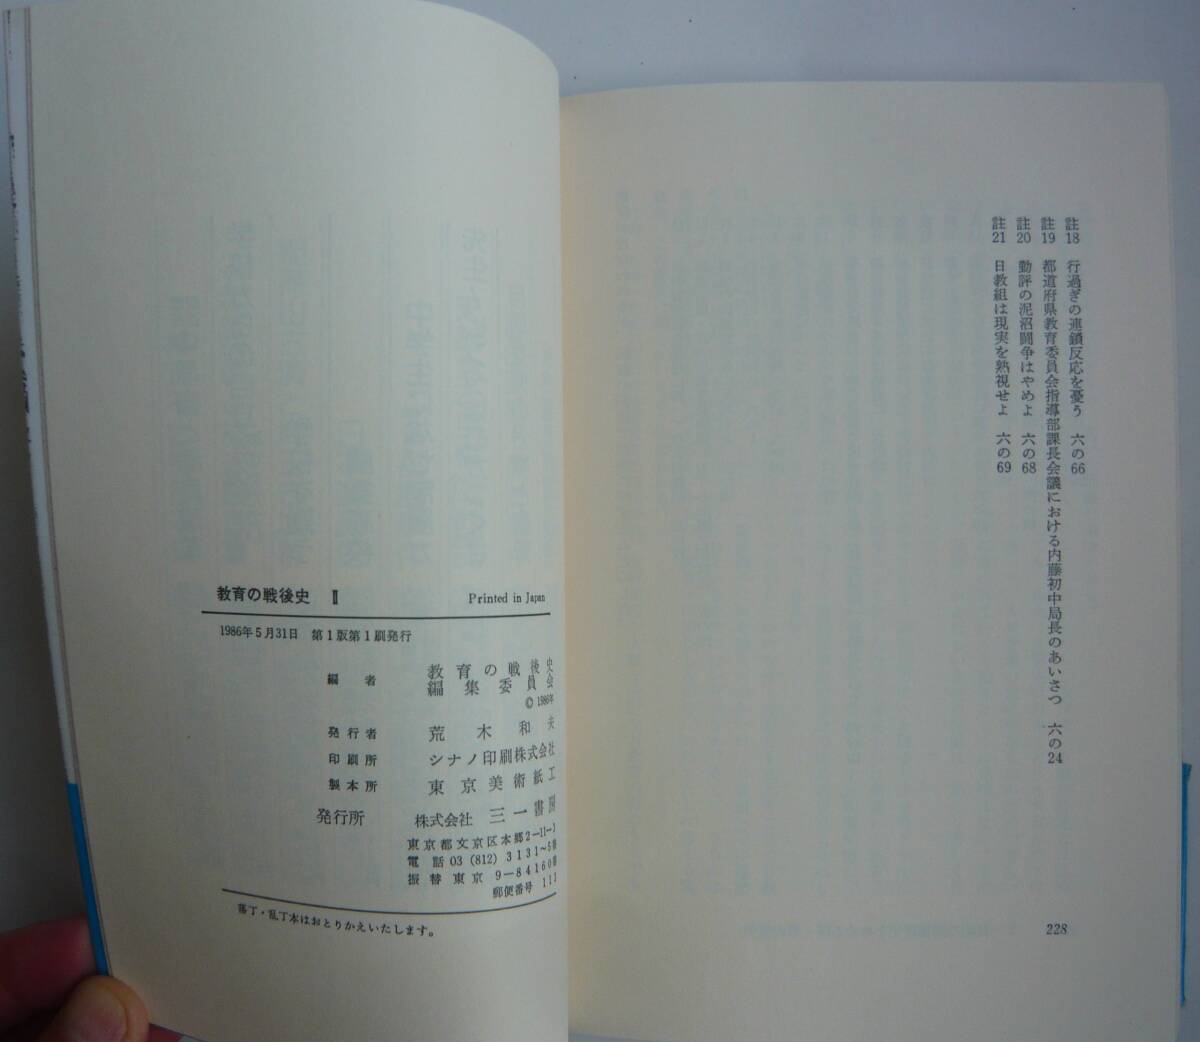 註18 行過ぎの連鎖反応を憂う 六の66
註19 都道府県教育委員会指導部課長会議における内藤初中局長のあいさつ 六の24
註20 勤評の泥沼闘争はやめよ 六の68
註21 日教組は現実を熟視せよ 六の69
228
教育の戦後史 Ⅱ Printed in Japan
1986年5月31日 第1版第1刷発行
編者 教育の戦後史
編集委員会
©1986年
発行者 荒木和夫
印刷所 シナノ印刷株式会社
製本所 東京美術紙工
発行所 株式会社 三一書房
東京都文京区本郷2-11-3
電話03(812)3131~5番
振替東京9-84160番
郵便番号 113
落丁・乱丁本はおとりかえいたします。